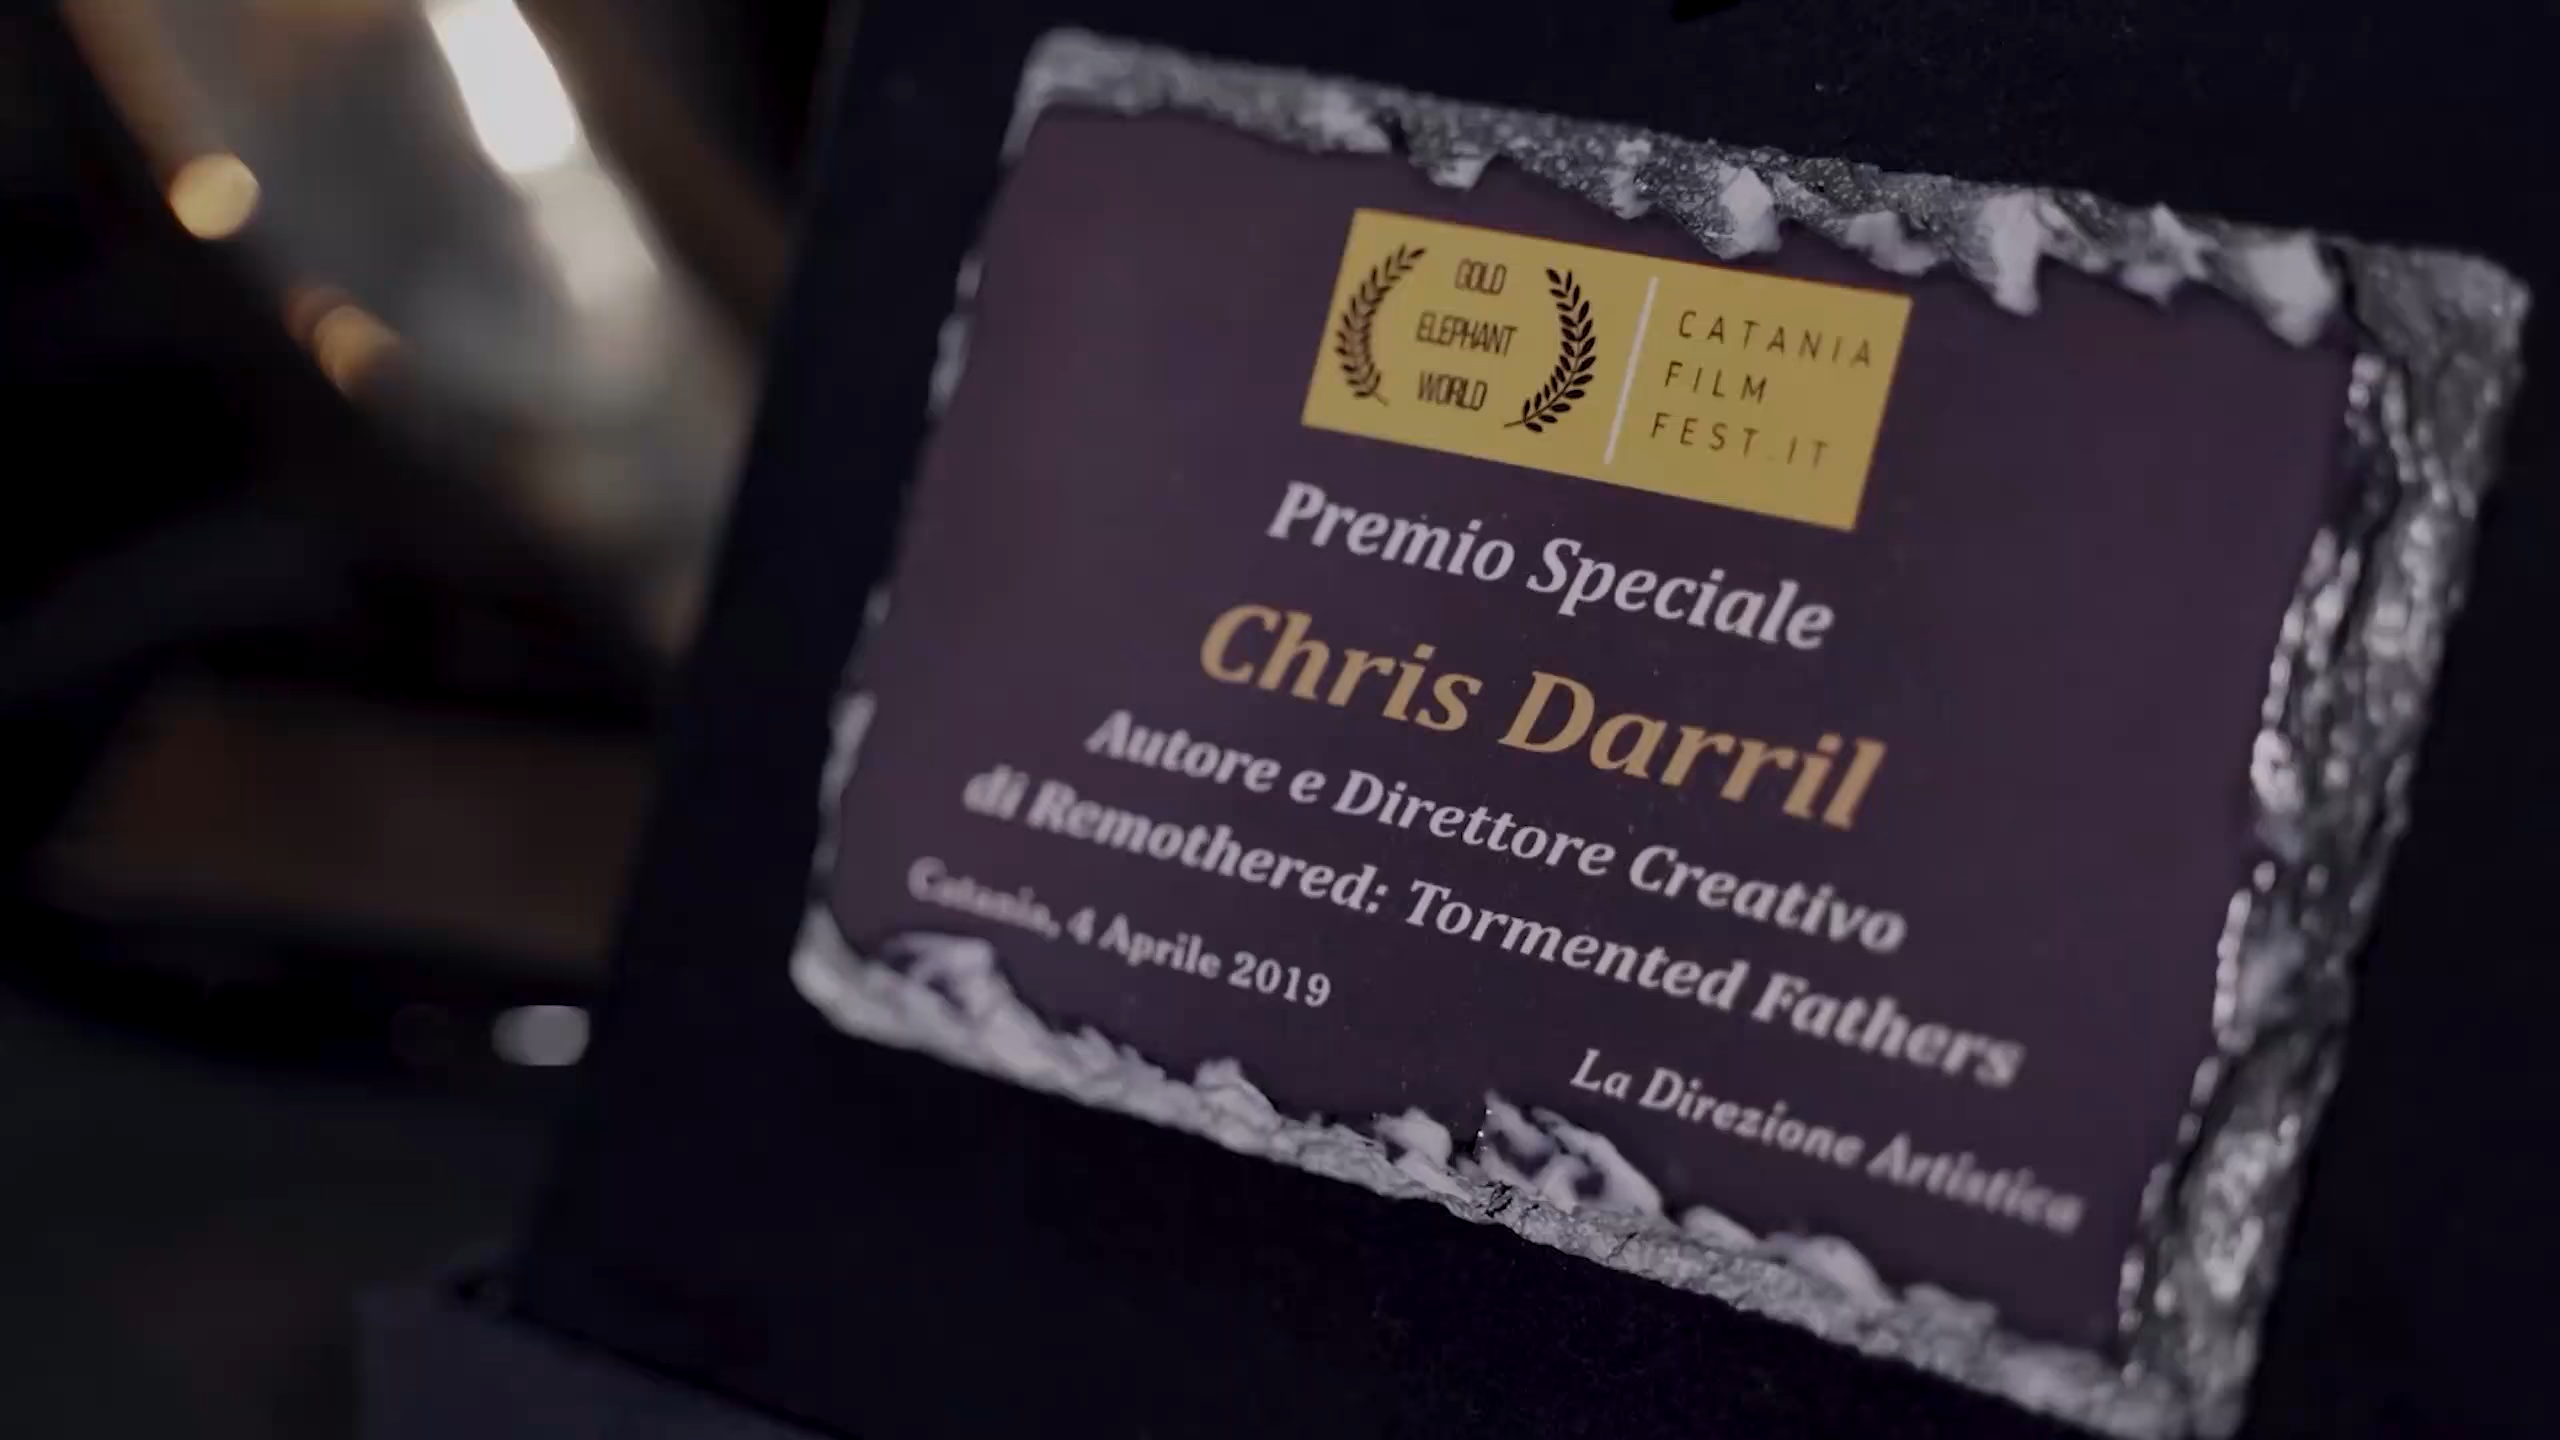 GOLD
ELEPHANT
WORLD
CATANIA
FILM
FEST.IT
Premio Speciale
Chris Darril
Autore e Direttore Creativo
di Remothered: Tormented Fathers
Catania, 4 Aprile 2019
La Direzione Artistica